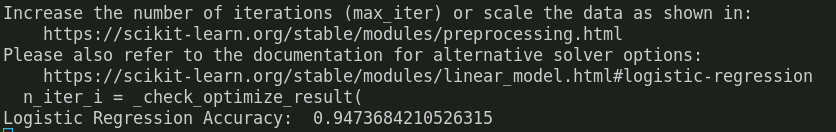 Increase the number of iterations (max_iter) or scale the data as shown in:
    https://scikit-learn.org/stable/modules/preprocessing.html
Please also refer to the documentation for alternative solver options:
    https://scikit-learn.org/stable/modules/linear_model.html#logistic-regression
  n_iter_i = _check_optimize_result(
Logistic Regression Accuracy:  0.9473684210526315